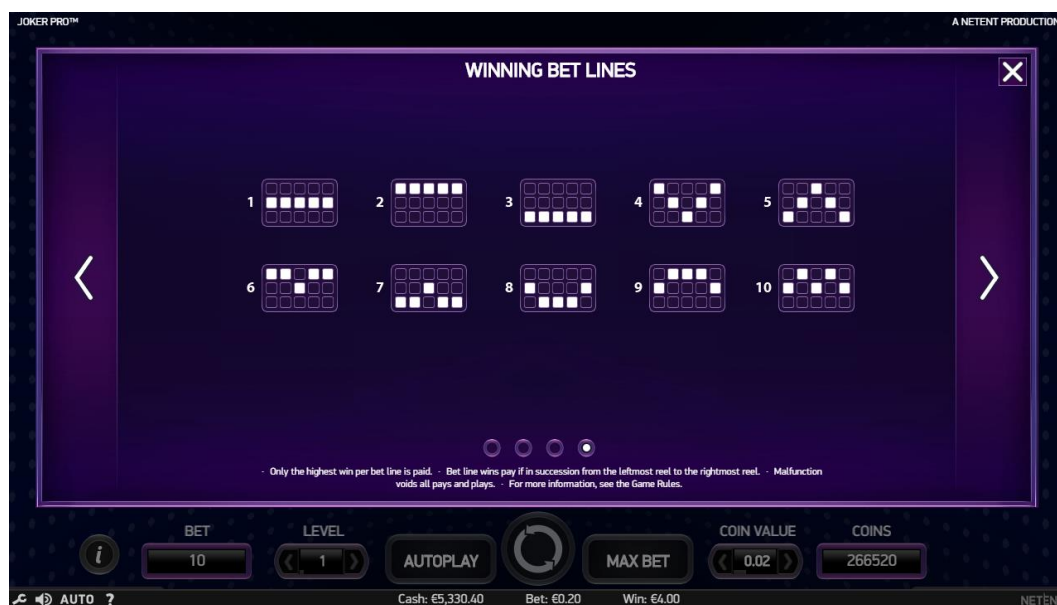 JOKER PRO™
A NETENT PRODUCTION
WINNING BET LINES
1 2 3 4 5
6 7 8 9 10
- Only the highest win per bet line is paid. - Bet line wins pay if in succession from the leftmost reel to the rightmost reel. - Malfunction
voids all pays and plays. - For more information, see the Game Rules.
BET LEVEL COIN VALUE COINS
i 10 1 AUTOPLAY MAX BET 0.02 266520
AUTO ? Cash: €5,330.40 Bet: €0.20 Win: €4.00 NETEN